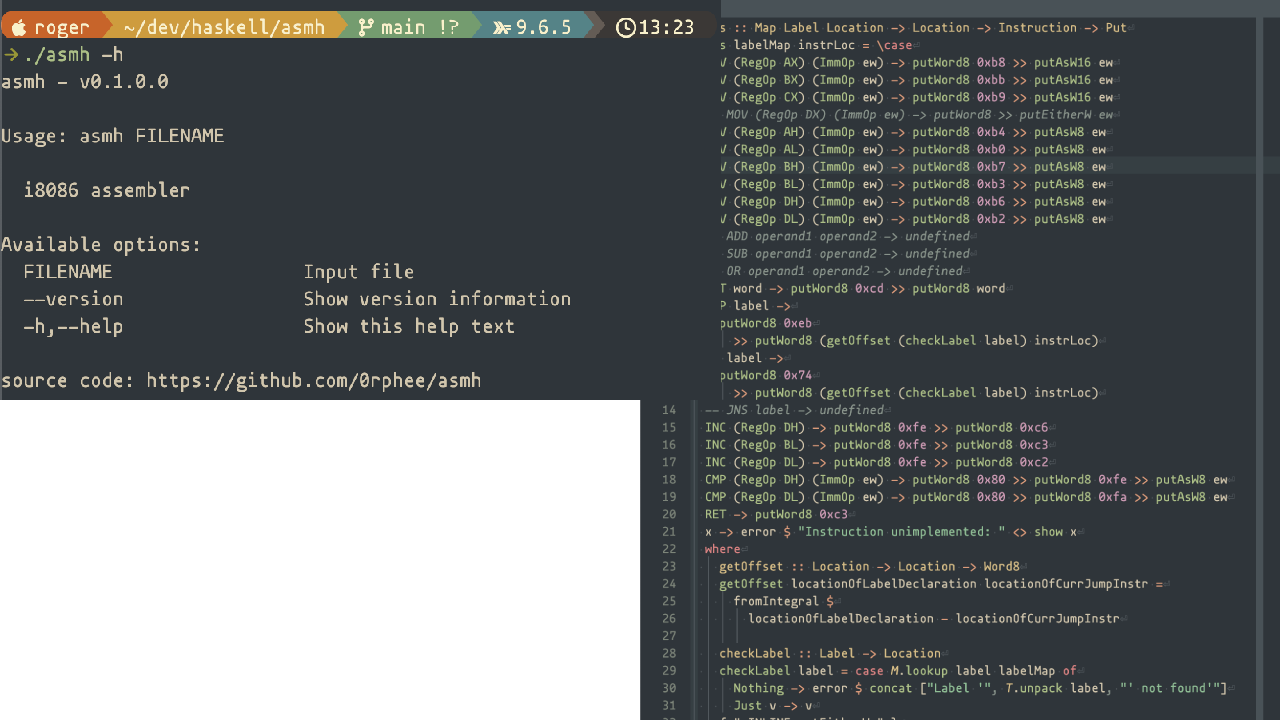 roger ~/dev/haskell/asmh main !? 9.6.5 13:23
→ ./asmh -h
asmh - v0.1.0.0
Usage: asmh FILENAME
i8086 assembler
Available options:
FILENAME Input file
--version Show version information
-h,--help Show this help text
source code: https://github.com/0rphee/asmh
s :: Map Label Location -> Location -> Instruction -> Put
s labelMap instrLoc = \case
V (RegOp AX) (ImmOp ew) -> putWord8 0xb8 >> putAsW16 ew
V (RegOp BX) (ImmOp ew) -> putWord8 0xbb >> putAsW16 ew
V (RegOp CX) (ImmOp ew) -> putWord8 0xb9 >> putAsW16 ew
MOV (RegOp DX) (ImmOp ew) -> putWord8 >> putEitherW ew
V (RegOp AH) (ImmOp ew) -> putWord8 0xb4 >> putAsW8 ew
V (RegOp AL) (ImmOp ew) -> putWord8 0xb0 >> putAsW8 ew
V (RegOp BH) (ImmOp ew) -> putWord8 0xb7 >> putAsW8 ew
V (RegOp BL) (ImmOp ew) -> putWord8 0xb3 >> putAsW8 ew
V (RegOp DH) (ImmOp ew) -> putWord8 0xb6 >> putAsW8 ew
V (RegOp DL) (ImmOp ew) -> putWord8 0xb2 >> putAsW8 ew
ADD operand1 operand2 -> undefined
SUB operand1 operand2 -> undefined
OR operand1 operand2 -> undefined
T word -> putWord8 0xcd >> putWord8 word
P label ->
putWord8 0xeb
>> putWord8 (getOffset (checkLabel label) instrLoc)
label ->
putWord8 0x74
>> putWord8 (getOffset (checkLabel label) instrLoc)
14 -- JNS label -> undefined
15 INC (RegOp DH) -> putWord8 0xfe >> putWord8 0xc6
16 INC (RegOp BL) -> putWord8 0xfe >> putWord8 0xc3
17 INC (RegOp DL) -> putWord8 0xfe >> putWord8 0xc2
18 CMP (RegOp DH) (ImmOp ew) -> putWord8 0x80 >> putWord8 0xfe >> putAsW8 ew
19 CMP (RegOp DL) (ImmOp ew) -> putWord8 0x80 >> putWord8 0xfa >> putAsW8 ew
20 RET -> putWord8 0xc3
21 x -> error $ "Instruction unimplemented: " <> show x
22 where
23 getOffset :: Location -> Location -> Word8
24 getOffset locationOfLabelDeclaration locationOfCurrJumpInstr =
25 fromIntegral $
26 locationOfLabelDeclaration - locationOfCurrJumpInstr
27
28 checkLabel :: Label -> Location
29 checkLabel label = case M.lookup label labelMap of
30 Nothing -> error $ concat ["Label '", T.unpack label, "' not found'"]
31 Just v -> v